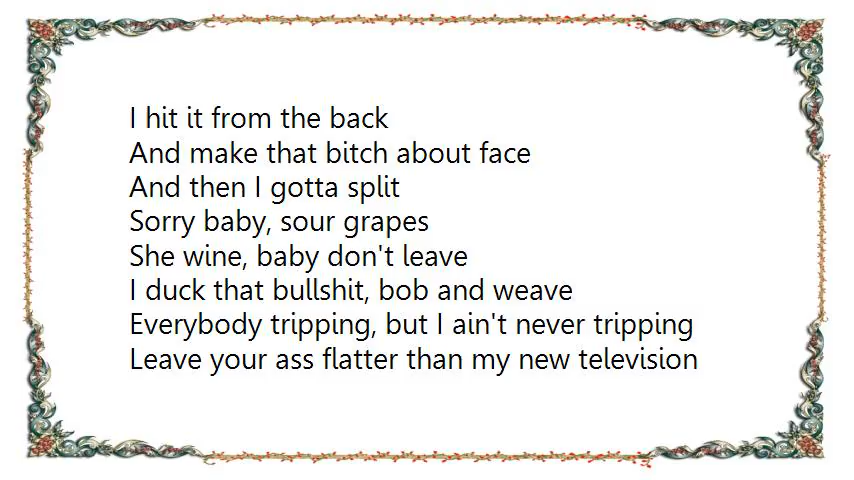 I hit it from the back
And make that bitch about face
And then I gotta split
Sorry baby, sour grapes
She wine, baby don't leave
I duck that bullshit, bob and weave
Everybody tripping, but I ain't never tripping
Leave your ass flatter than my new television